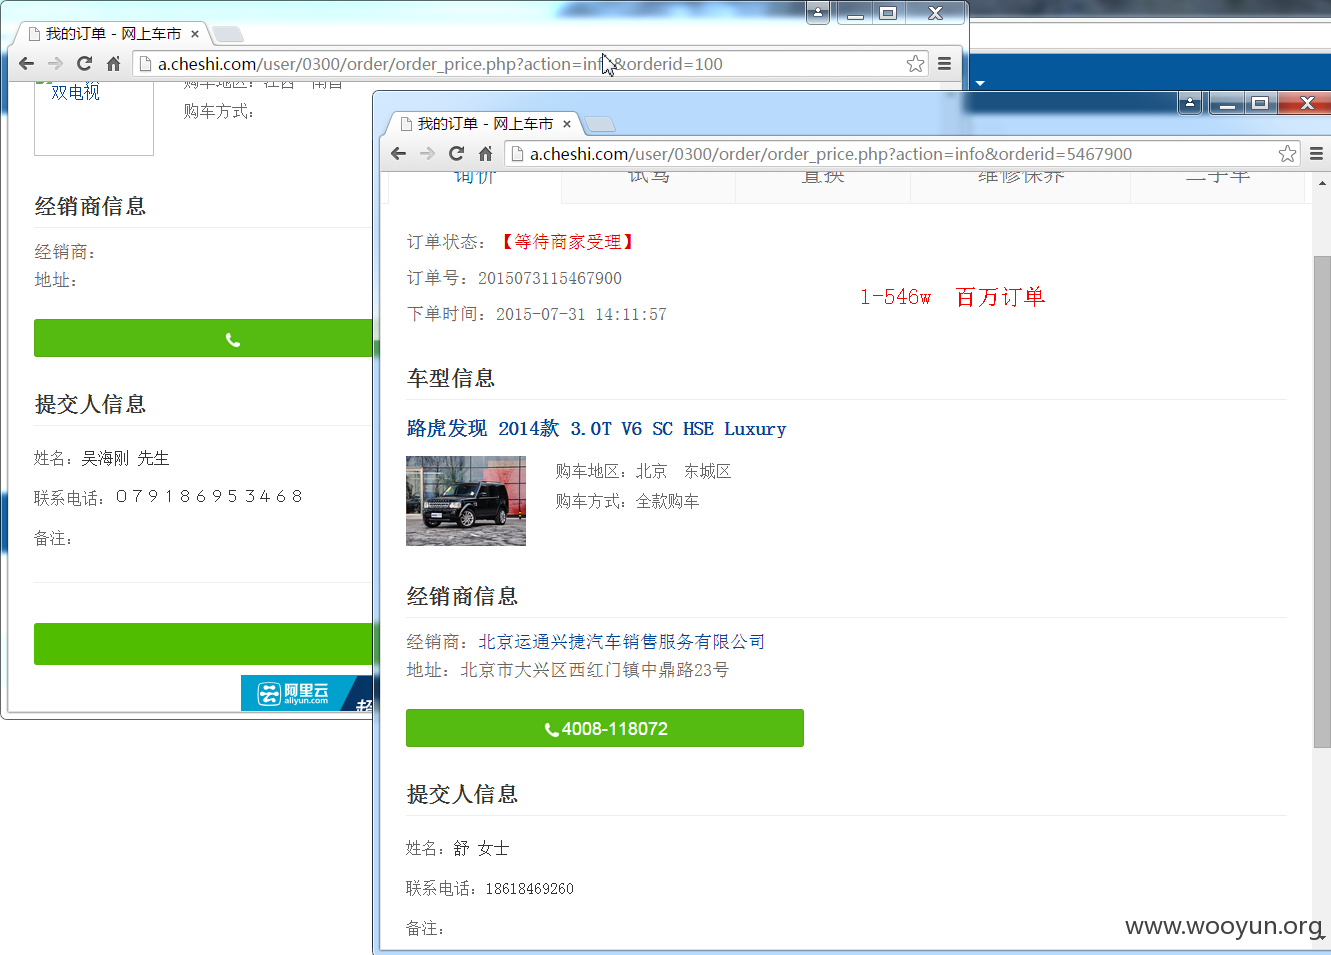 我的订单 - 网上车市
a.cheshi.com/user/0300/order/order_price.php?action=info&orderid=100
双电视
购车地区：江西 南昌
购车方式：
经销商信息
经销商：
地址：
提交人信息
姓名：吴海刚 先生
联系电话：０７９１８６９５３４６８
备注：
阿里云
aliyun.com
我的订单 - 网上车市
a.cheshi.com/user/0300/order/order_price.php?action=info&orderid=5467900
询价 试驾 置换 维修保养 二手车
订单状态：【等待商家受理】
订单号：2015073115467900
下单时间：2015-07-31 14:11:57
1-546w 百万订单
车型信息
路虎发现 2014款 3.0T V6 SC HSE Luxury
购车地区：北京 东城区
购车方式：全款购车
经销商信息
经销商：北京运通兴捷汽车销售服务有限公司
地址：北京市大兴区西红门镇中鼎路23号
4008-118072
提交人信息
姓名：舒 女士
联系电话：18618469260
备注：
www.wooyun.org